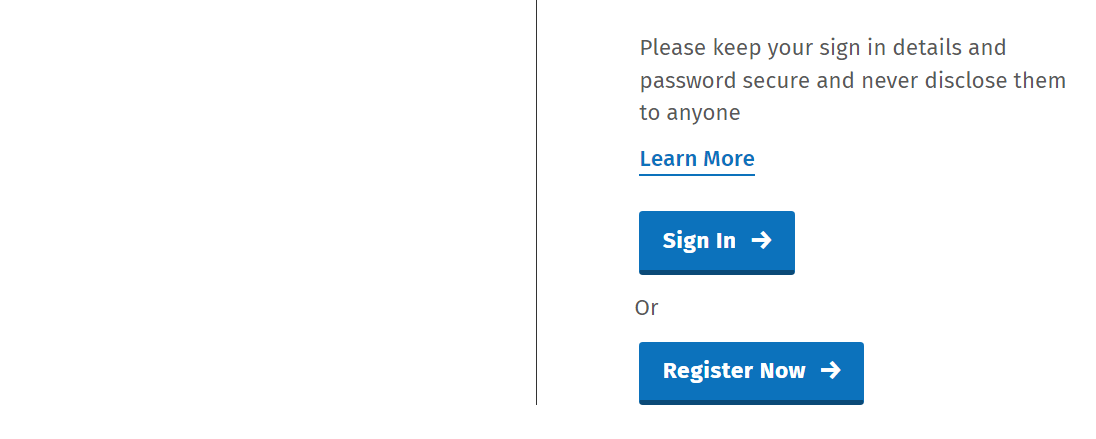 Please keep your sign in details and
password secure and never disclose them
to anyone
Learn More
Sign In
Or
Register Now